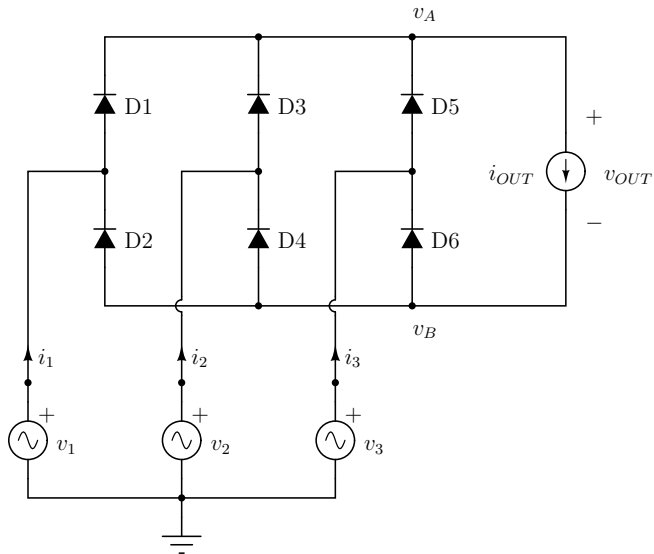 v_A
D1 D3 D5
+
i_OUT v_OUT
D2 D4 D6
−
v_B
i_1 i_2 i_3
+ + +
v_1 v_2 v_3